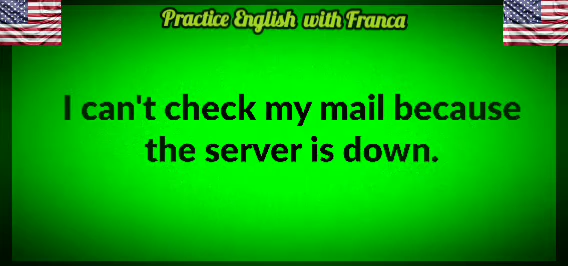 Practice English with Franca
I can't check my mail because
the server is down.